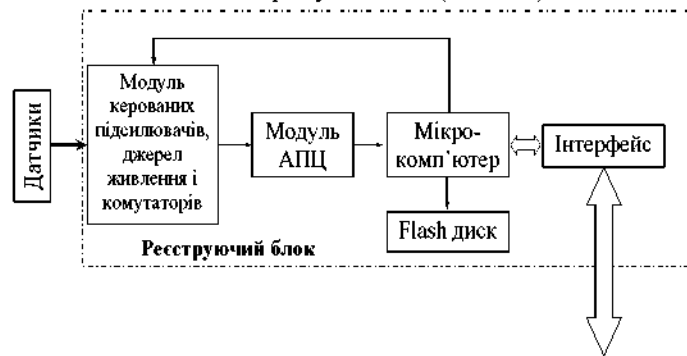 Датчики
Модуль
керованих
підсилювачів,
джерел
живлення і
комутаторів
Модуль
АПЦ
Мікро-
комп`ютер
Інтерфейс
Flash диск
Реєструючий блок